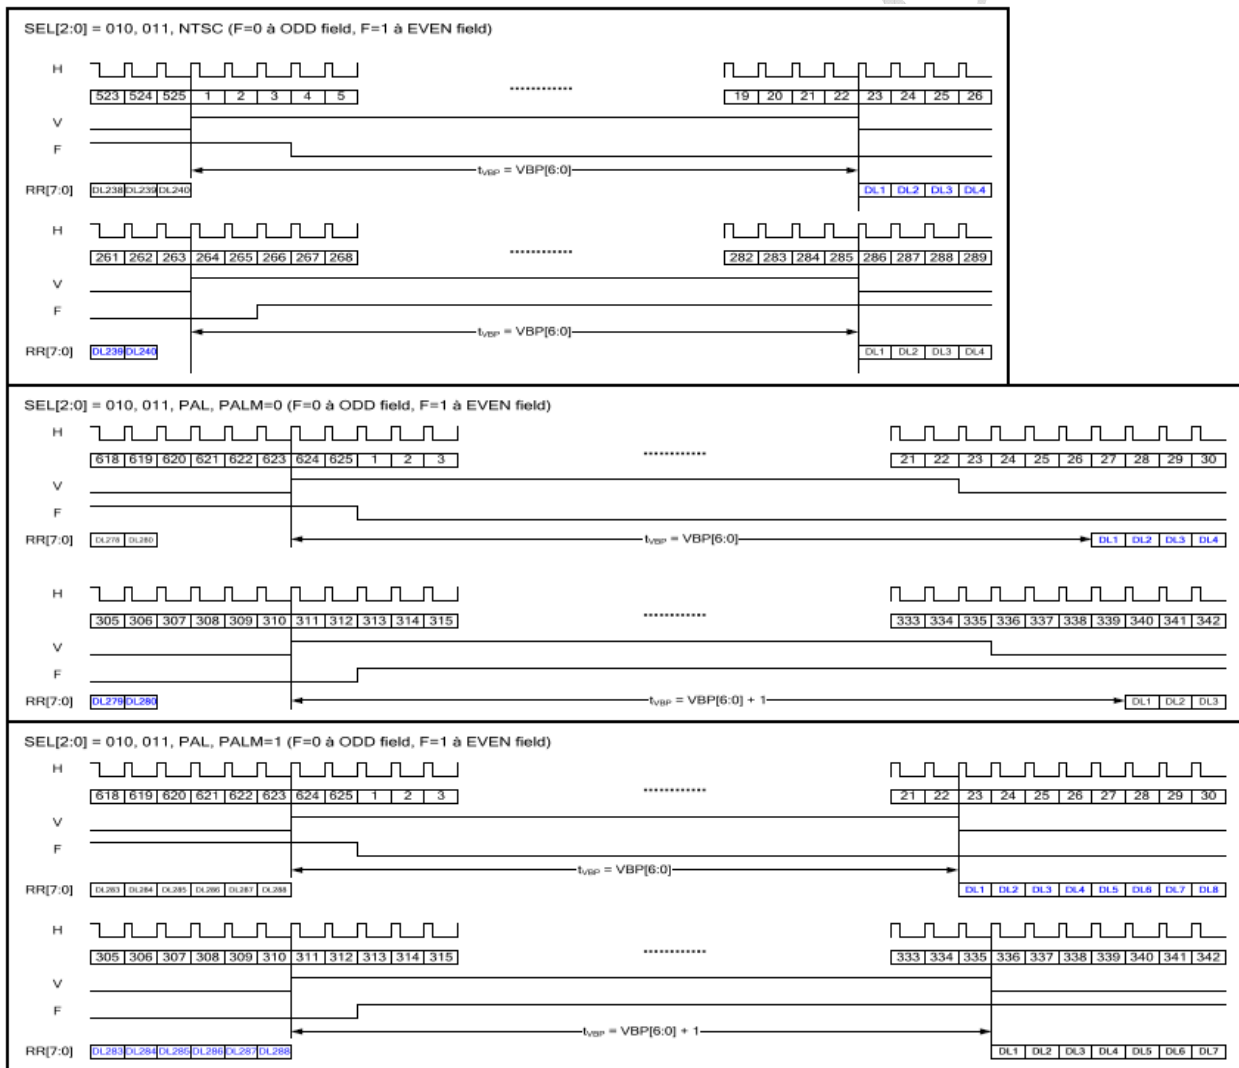 SEL[2:0] = 010, 011, NTSC (F=0 à ODD field, F=1 à EVEN field)
H
523 524 525 1 2 3 4 5 ............ 19 20 21 22 23 24 25 26
V
F
tVBP = VBP[6:0]
RR[7:0] DL238 DL239 DL240 DL1 DL2 DL3 DL4
H
261 262 263 264 265 266 267 268 ............ 282 283 284 285 286 287 288 289
V
F
tVBP = VBP[6:0]
RR[7:0] DL239 DL240 DL1 DL2 DL3 DL4
SEL[2:0] = 010, 011, PAL, PALM=0 (F=0 à ODD field, F=1 à EVEN field)
H
618 619 620 621 622 623 624 625 1 2 3 ............ 21 22 23 24 25 26 27 28 29 30
V
F
RR[7:0] DL278 DL280 tVBP = VBP[6:0] DL1 DL2 DL3 DL4
H
305 306 307 308 309 310 311 312 313 314 315 ............ 333 334 335 336 337 338 339 340 341 342
V
F
RR[7:0] DL279 DL280 tVBP = VBP[6:0] + 1 DL1 DL2 DL3
SEL[2:0] = 010, 011, PAL, PALM=1 (F=0 à ODD field, F=1 à EVEN field)
H
618 619 620 621 622 623 624 625 1 2 3 ............ 21 22 23 24 25 26 27 28 29 30
V
F
tVBP = VBP[6:0]
RR[7:0] DL283 DL284 DL285 DL286 DL287 DL288 DL1 DL2 DL3 DL4 DL5 DL6 DL7 DL8
H
305 306 307 308 309 310 311 312 313 314 315 ............ 333 334 335 336 337 338 339 340 341 342
V
F
tVBP = VBP[6:0] + 1
RR[7:0] DL283 DL284 DL285 DL286 DL287 DL288 DL1 DL2 DL3 DL4 DL5 DL6 DL7